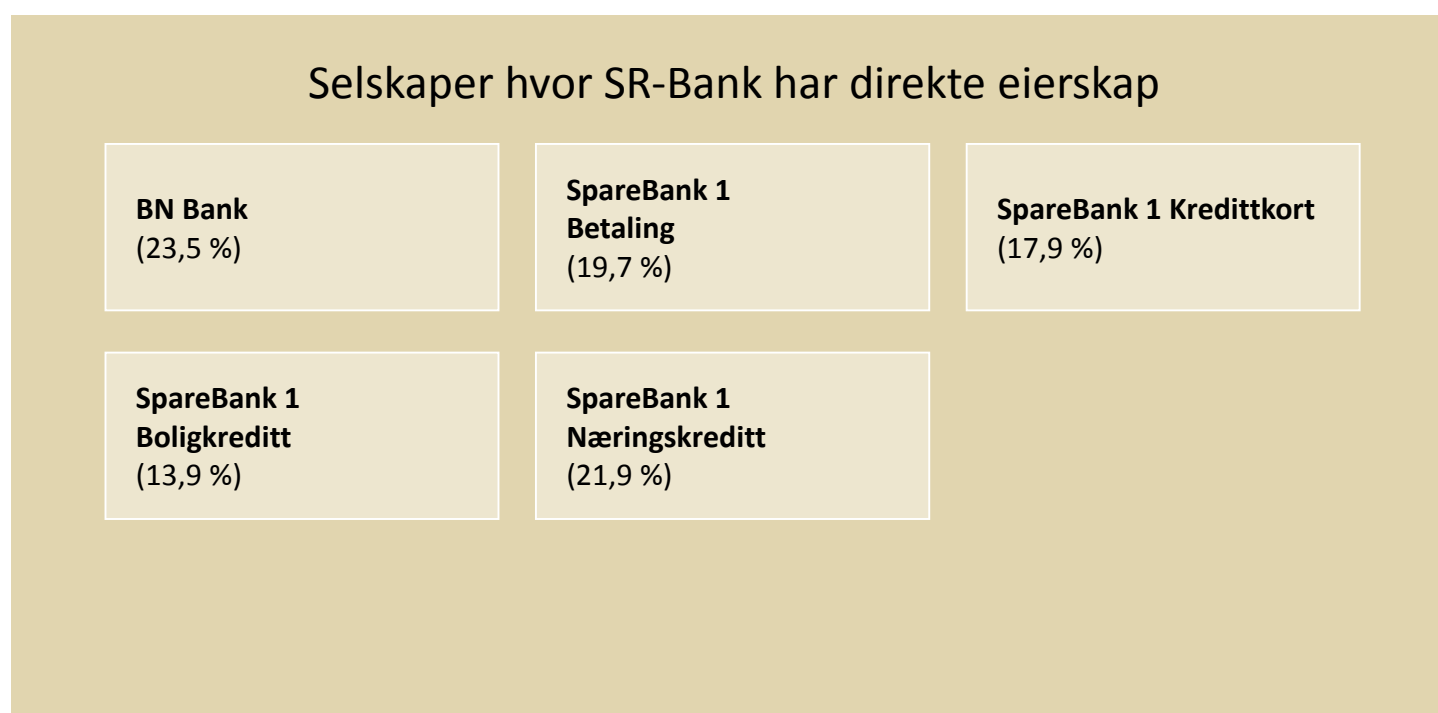 Selskaper hvor SR-Bank har direkte eierskap
BN Bank
(23,5 %)
SpareBank 1
Betaling
(19,7 %)
SpareBank 1 Kredittkort
(17,9 %)
SpareBank 1
Boligkreditt
(13,9 %)
SpareBank 1
Næringskreditt
(21,9 %)